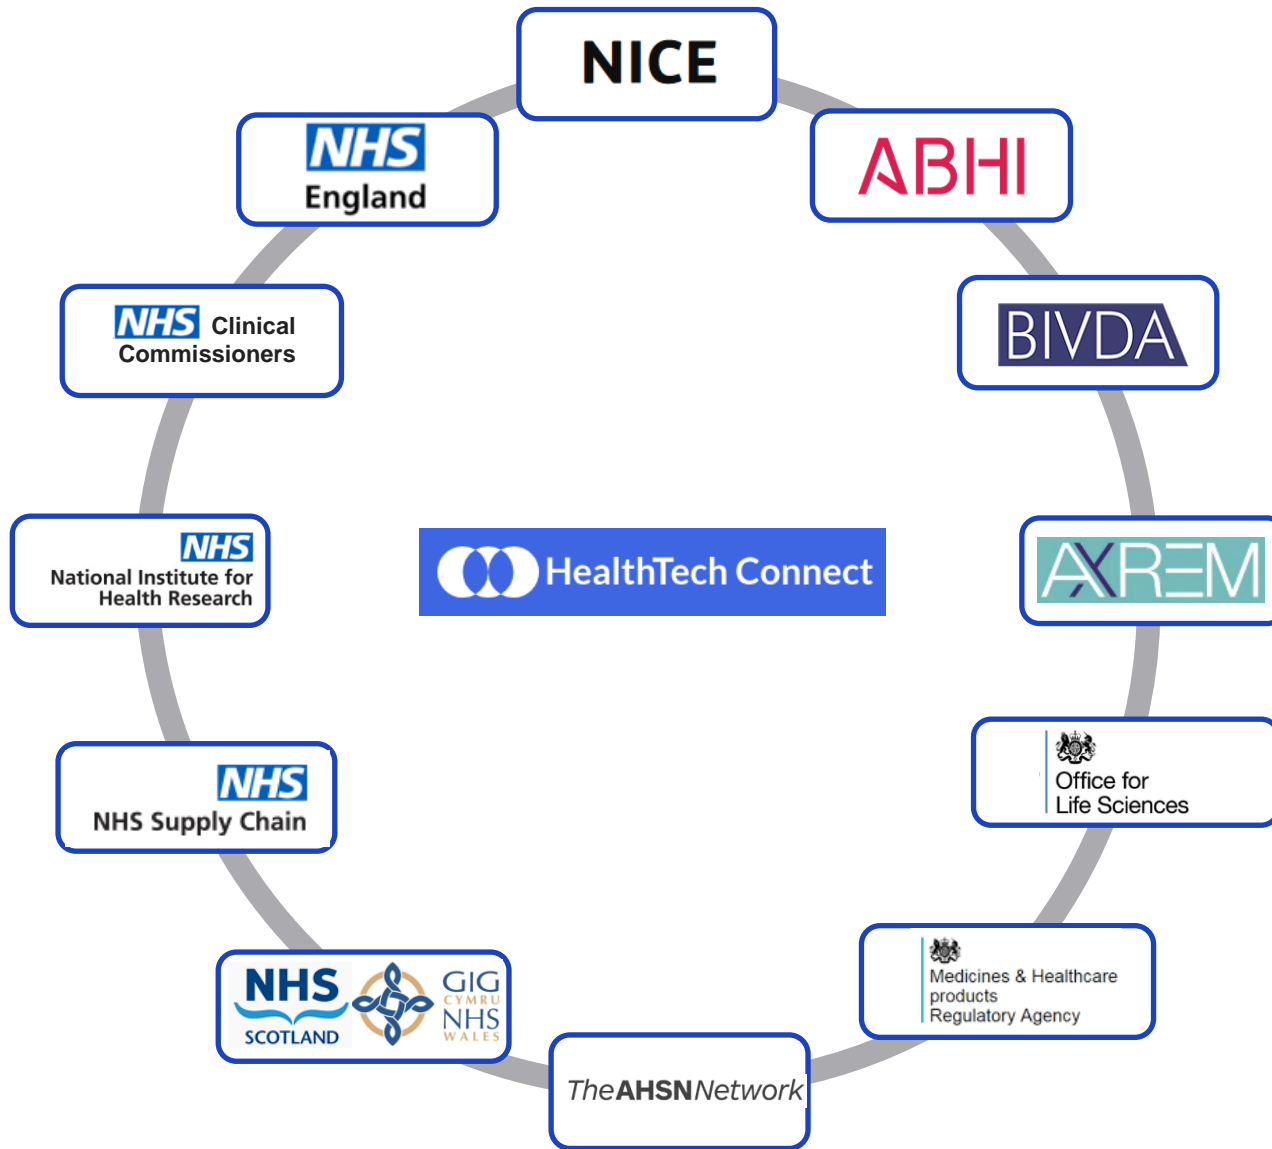 NICE
NHS
England
ABHI
NHS Clinical
Commissioners
BIVDA
NHS
National Institute for
Health Research
HealthTech Connect
AXREM
Office for
Life Sciences
NHS
NHS Supply Chain
Medicines & Healthcare
products
Regulatory Agency
NHS
SCOTLAND
GIG
CYMRU
NHS
WALES
TheAHSNNetwork